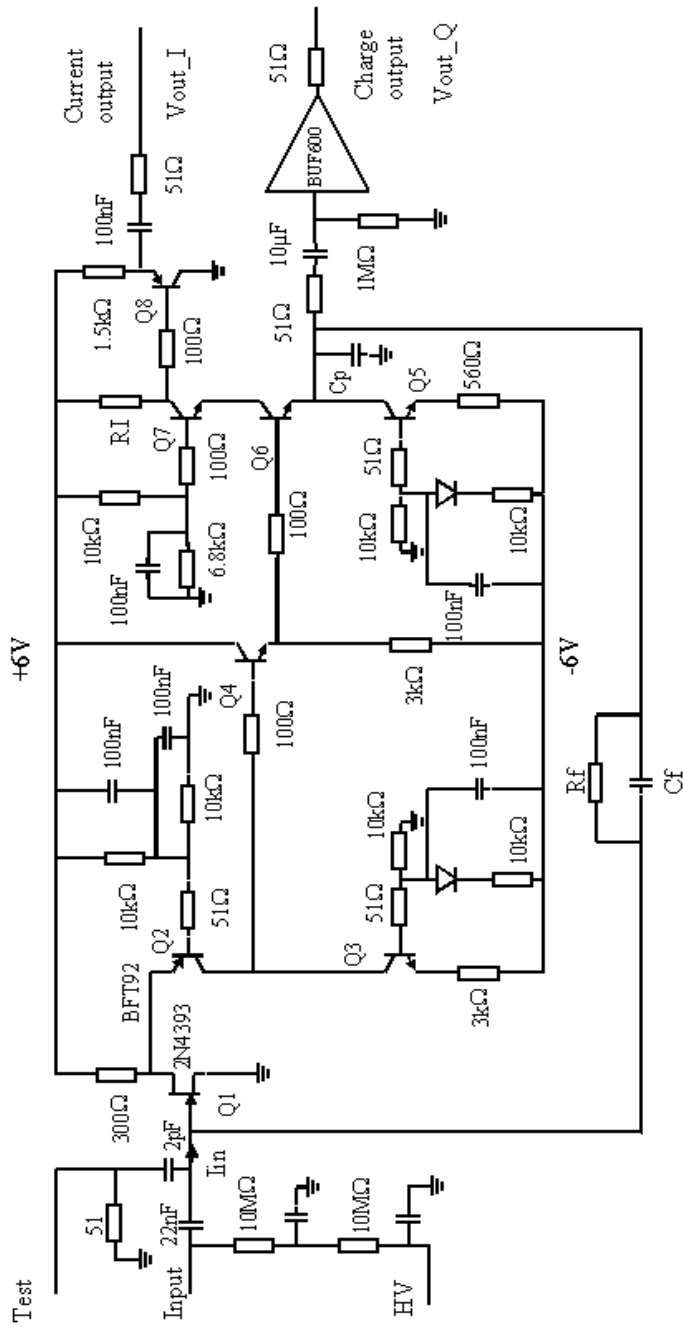 Test
51
Input
22nF
2pF
Iin
10MΩ
10MΩ
HV
+6V
300Ω
2N4393
Q1
BFT92
Q2
10kΩ
100nF
100nF
51Ω
10kΩ
Q3
51Ω
10kΩ
100nF
3kΩ
10kΩ
Q4
100Ω
3kΩ
100nF
6.8kΩ
10kΩ
100Ω
Q7
RI
100Ω
Q6
51Ω
10kΩ
100nF
10kΩ
Q5
560Ω
-6V
Rf
Cf
Cp
1.5kΩ
Q8
100Ω
100nF
51Ω
Current
output
Vout_I
51Ω
10µF
1MΩ
BUF600
51Ω
Charge
output
Vout_Q